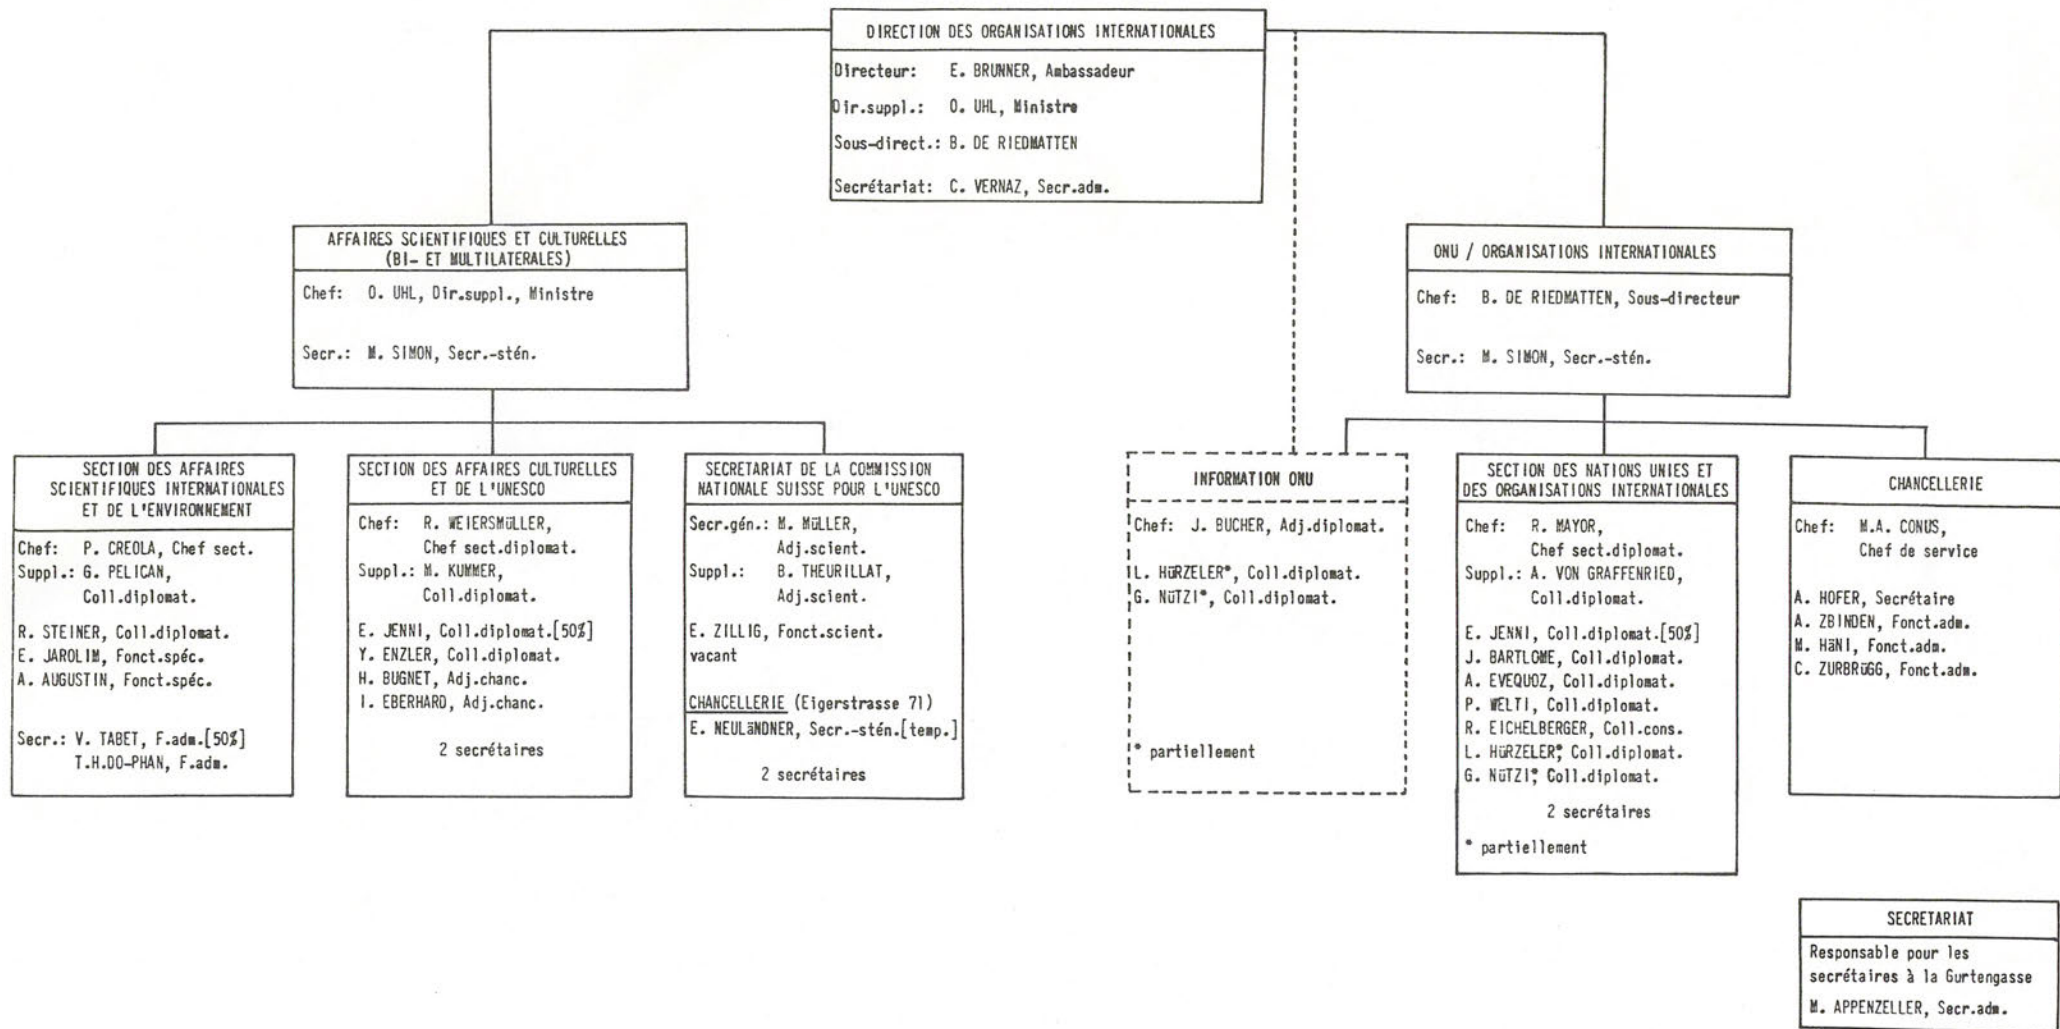 DIRECTION DES ORGANISATIONS INTERNATIONALES
Directeur: E. BRUNNER, Ambassadeur
Dir.suppl.: O. UHL, Ministre
Sous-direct.: B. DE RIEDMATTEN
Secrétariat: C. VERNAZ, Secr.adm.
AFFAIRES SCIENTIFIQUES ET CULTURELLES
(BI- ET MULTILATERALES)
Chef: O. UHL, Dir.suppl., Ministre
Secr.: M. SIMON, Secr.-stén.
ONU / ORGANISATIONS INTERNATIONALES
Chef: B. DE RIEDMATTEN, Sous-directeur
Secr.: M. SIMON, Secr.-stén.
SECTION DES AFFAIRES
SCIENTIFIQUES INTERNATIONALES
ET DE L'ENVIRONNEMENT
Chef: P. CREOLA, Chef sect.
Suppl.: G. PELICAN,
Coll.diplomat.
R. STEINER, Coll.diplomat.
E. JAROLIM, Fonct.spéc.
A. AUGUSTIN, Fonct.spéc.
Secr.: V. TABET, F.adm.[50%]
T.H.DO-PHAN, F.adm.
SECTION DES AFFAIRES CULTURELLES
ET DE L'UNESCO
Chef: R. WEIERSMüLLER,
Chef sect.diplomat.
Suppl.: M. KUMMER,
Coll.diplomat.
E. JENNI, Coll.diplomat.[50%]
Y. ENZLER, Coll.diplomat.
H. BUGNET, Adj.chanc.
I. EBERHARD, Adj.chanc.
2 secrétaires
SECRETARIAT DE LA COMMISSION
NATIONALE SUISSE POUR L'UNESCO
Secr.gén.: M. MüLLER,
Adj.scient.
Suppl.: B. THEURILLAT,
Adj.scient.
E. ZILLIG, Fonct.scient.
vacant
CHANCELLERIE (Eigerstrasse 71)
E. NEULäNDNER, Secr.-stén.[temp.]
2 secrétaires
INFORMATION ONU
Chef: J. BUCHER, Adj.diplomat.
L. HüRZELER*, Coll.diplomat.
G. NüTZI*, Coll.diplomat.
* partiellement
SECTION DES NATIONS UNIES ET
DES ORGANISATIONS INTERNATIONALES
Chef: R. MAYOR,
Chef sect.diplomat.
Suppl.: A. VON GRAFFENRIED,
Coll.diplomat.
E. JENNI, Coll.diplomat.[50%]
J. BARTLOME, Coll.diplomat.
A. EVEQUOZ, Coll.diplomat.
P. WELTI, Coll.diplomat.
R. EICHELBERGER, Coll.cons.
L. HüRZELER*, Coll.diplomat.
G. NüTZI*, Coll.diplomat.
2 secrétaires
* partiellement
CHANCELLERIE
Chef: M.A. CONUS,
Chef de service
A. HOFER, Secrétaire
A. ZBINDEN, Fonct.adm.
M. HäNI, Fonct.adm.
C. ZURBRüGG, Fonct.adm.
SECRETARIAT
Responsable pour les
secrétaires à la Gurtengasse
M. APPENZELLER, Secr.adm.